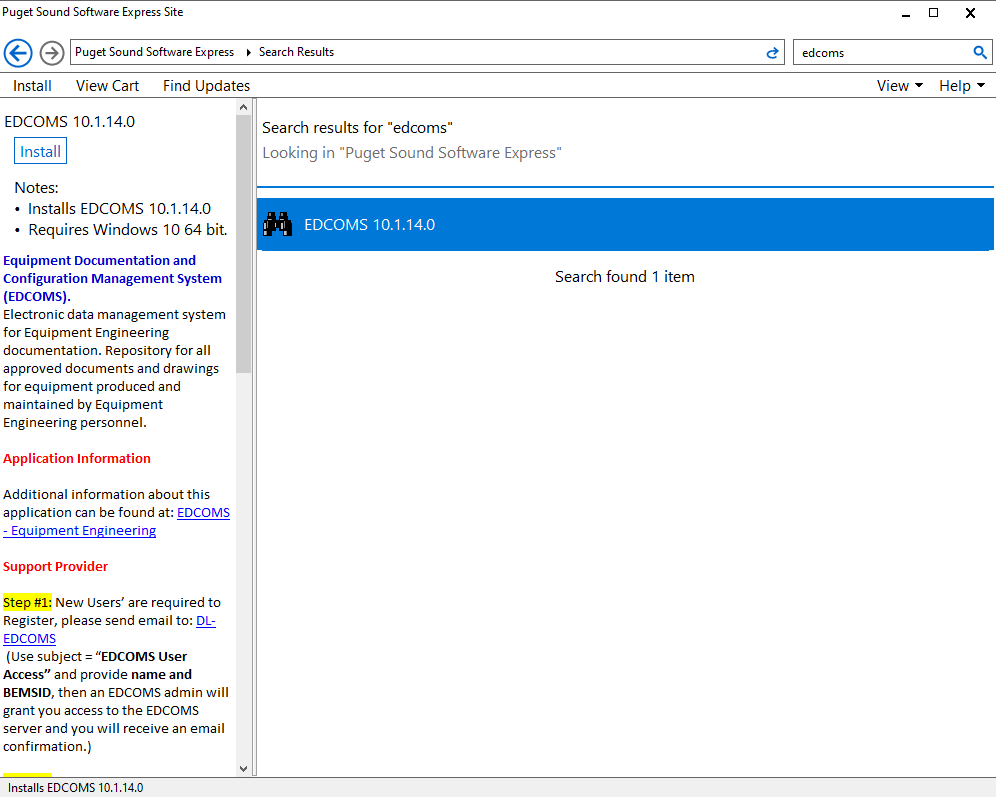 Puget Sound Software Express Site
Puget Sound Software Express Search Results
edcoms
Install View Cart Find Updates View Help
EDCOMS 10.1.14.0
Install
Notes:
• Installs EDCOMS 10.1.14.0
• Requires Windows 10 64 bit.
Equipment Documentation and
Configuration Management System
(EDCOMS).
Electronic data management system
for Equipment Engineering
documentation. Repository for all
approved documents and drawings
for equipment produced and
maintained by Equipment
Engineering personnel.
Application Information
Additional information about this
application can be found at: EDCOMS
- Equipment Engineering
Support Provider
Step #1: New Users’ are required to
Register, please send email to: DL-
EDCOMS
(Use subject = “EDCOMS User
Access” and provide name and
BEMSID, then an EDCOMS admin will
grant you access to the EDCOMS
server and you will receive an email
confirmation.)
Search results for "edcoms"
Looking in "Puget Sound Software Express"
EDCOMS 10.1.14.0
Search found 1 item
Installs EDCOMS 10.1.14.0